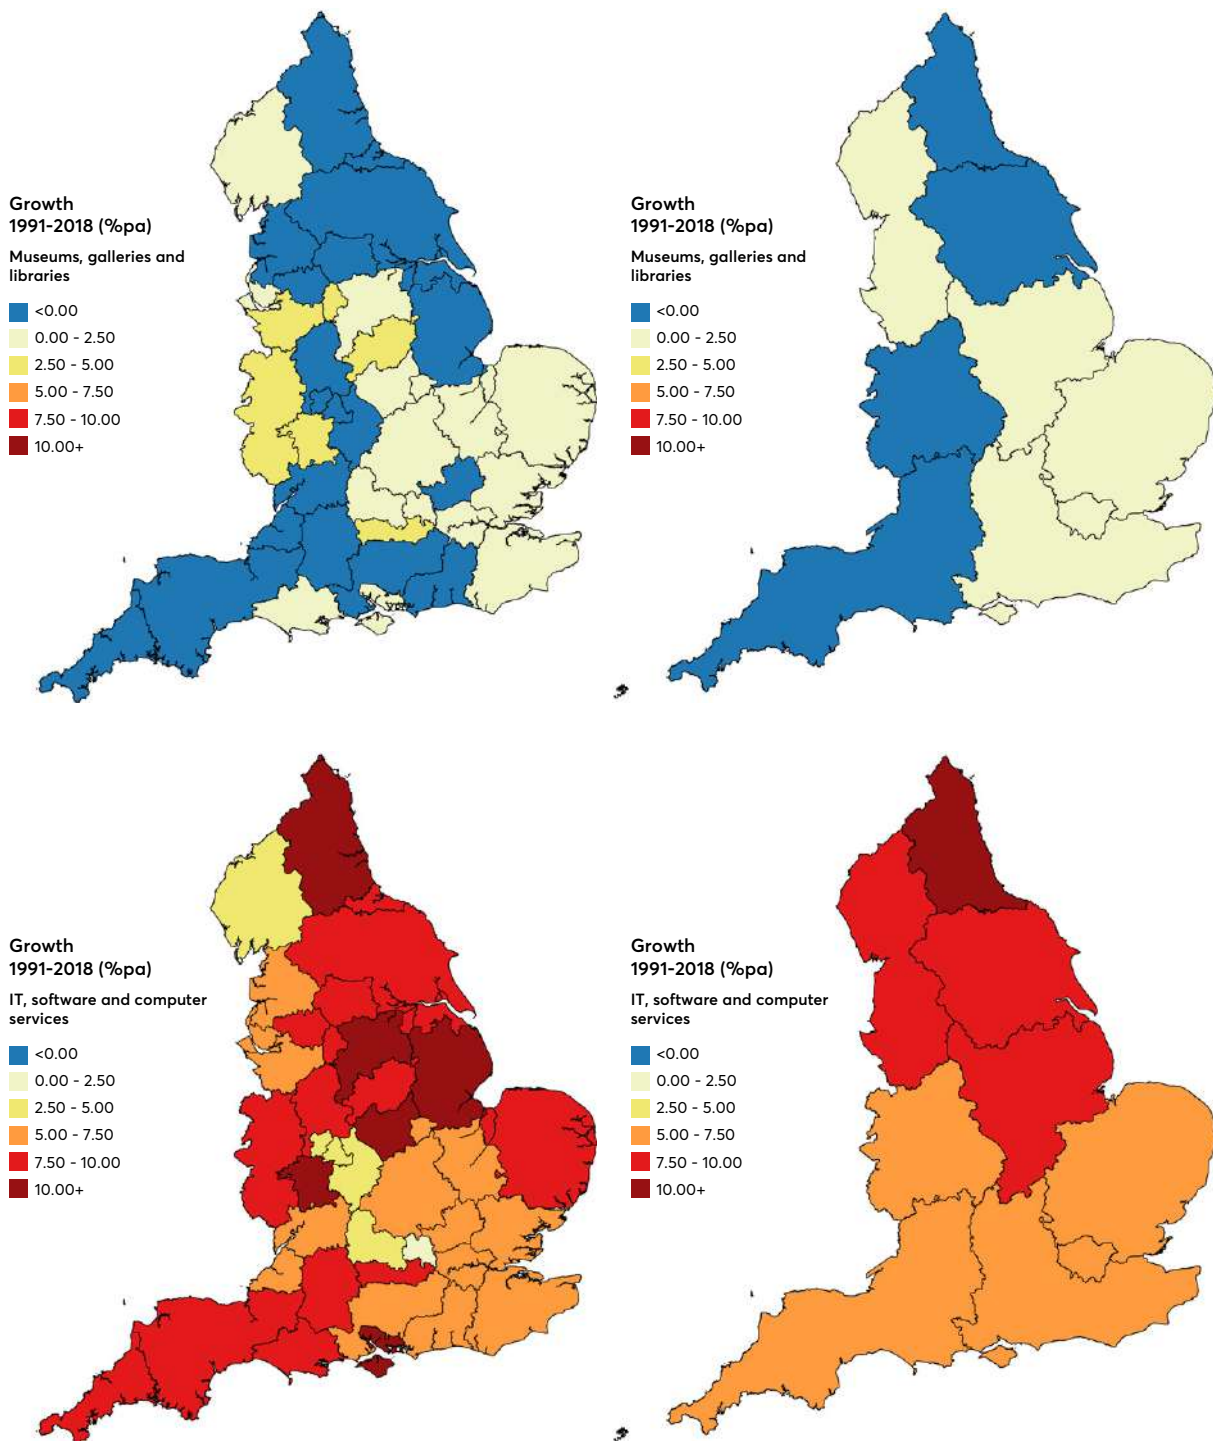 Growth
1991-2018 (%pa)
Museums, galleries and
libraries
<0.00
0.00 - 2.50
2.50 - 5.00
5.00 - 7.50
7.50 - 10.00
10.00+
Growth
1991-2018 (%pa)
Museums, galleries and
libraries
<0.00
0.00 - 2.50
2.50 - 5.00
5.00 - 7.50
7.50 - 10.00
10.00+
Growth
1991-2018 (%pa)
IT, software and computer
services
<0.00
0.00 - 2.50
2.50 - 5.00
5.00 - 7.50
7.50 - 10.00
10.00+
Growth
1991-2018 (%pa)
IT, software and computer
services
<0.00
0.00 - 2.50
2.50 - 5.00
5.00 - 7.50
7.50 - 10.00
10.00+